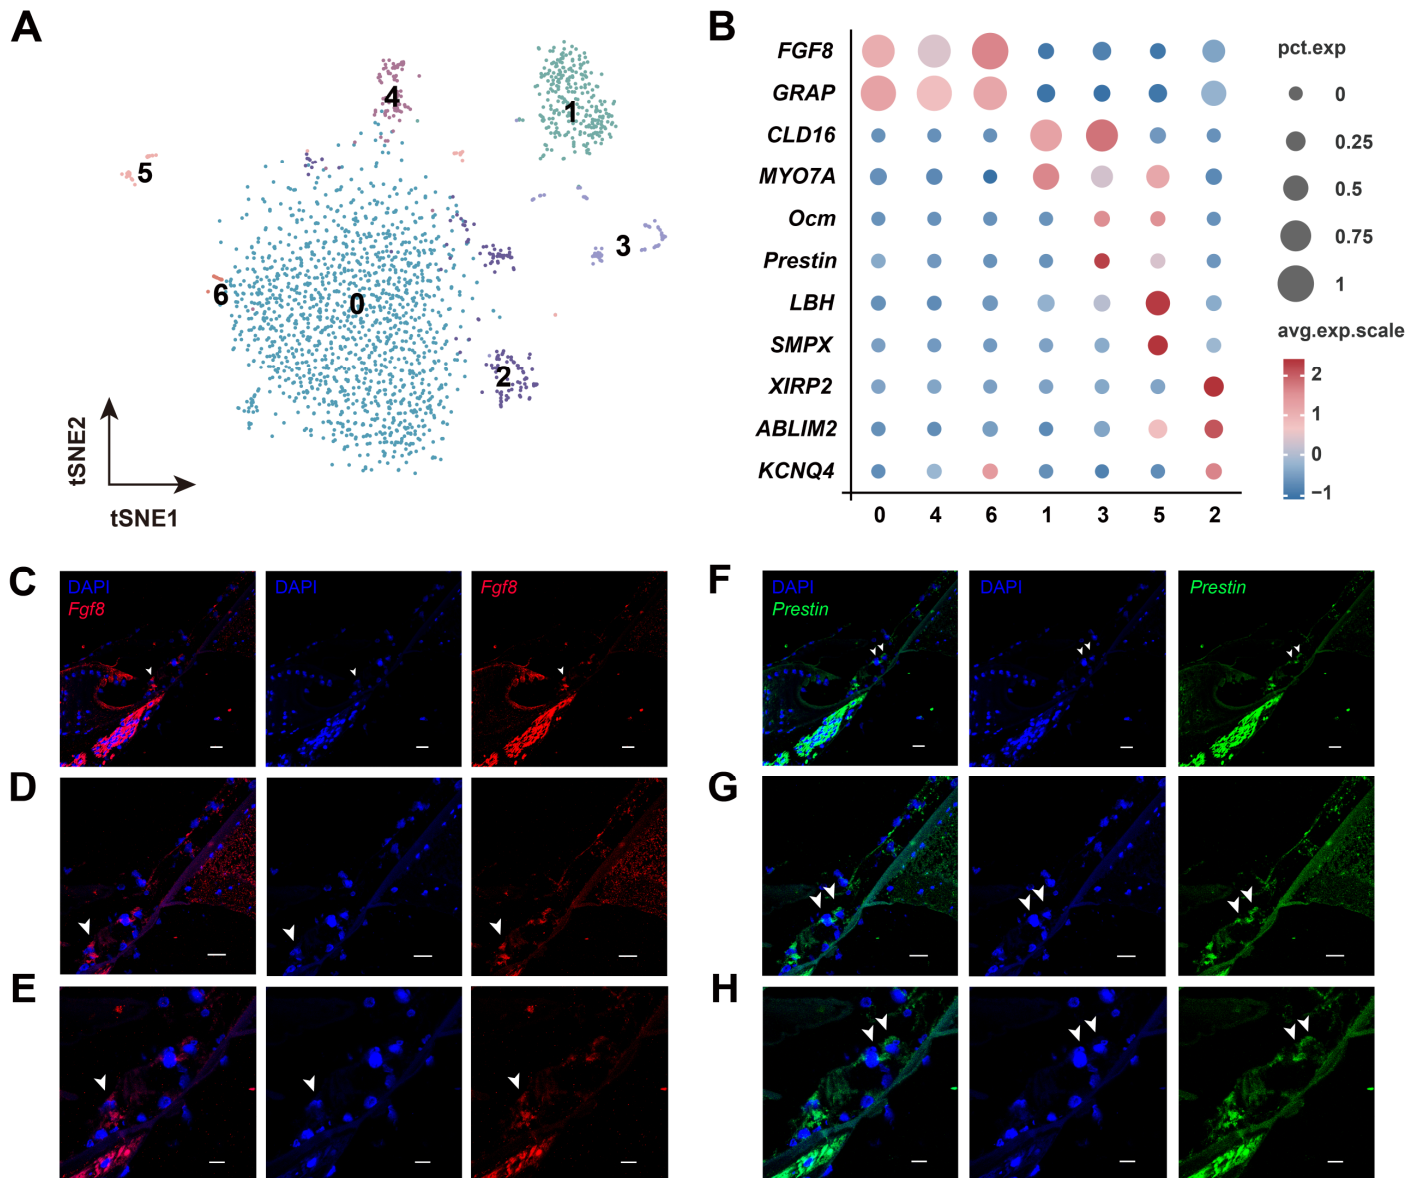 A
4
1
5
3
6
0
2
tSNE2
tSNE1
B
FGF8
GRAP
CLD16
MYO7A
Ocm
Prestin
LBH
SMPX
XIRP2
ABLIM2
KCNQ4
0 4 6 1 3 5 2
pct.exp
0
0.25
0.5
0.75
1
avg.exp.scale
2
1
0
−1
C
DAPI
Fgf8
DAPI
Fgf8
D
E
F
DAPI
Prestin
DAPI
Prestin
G
H